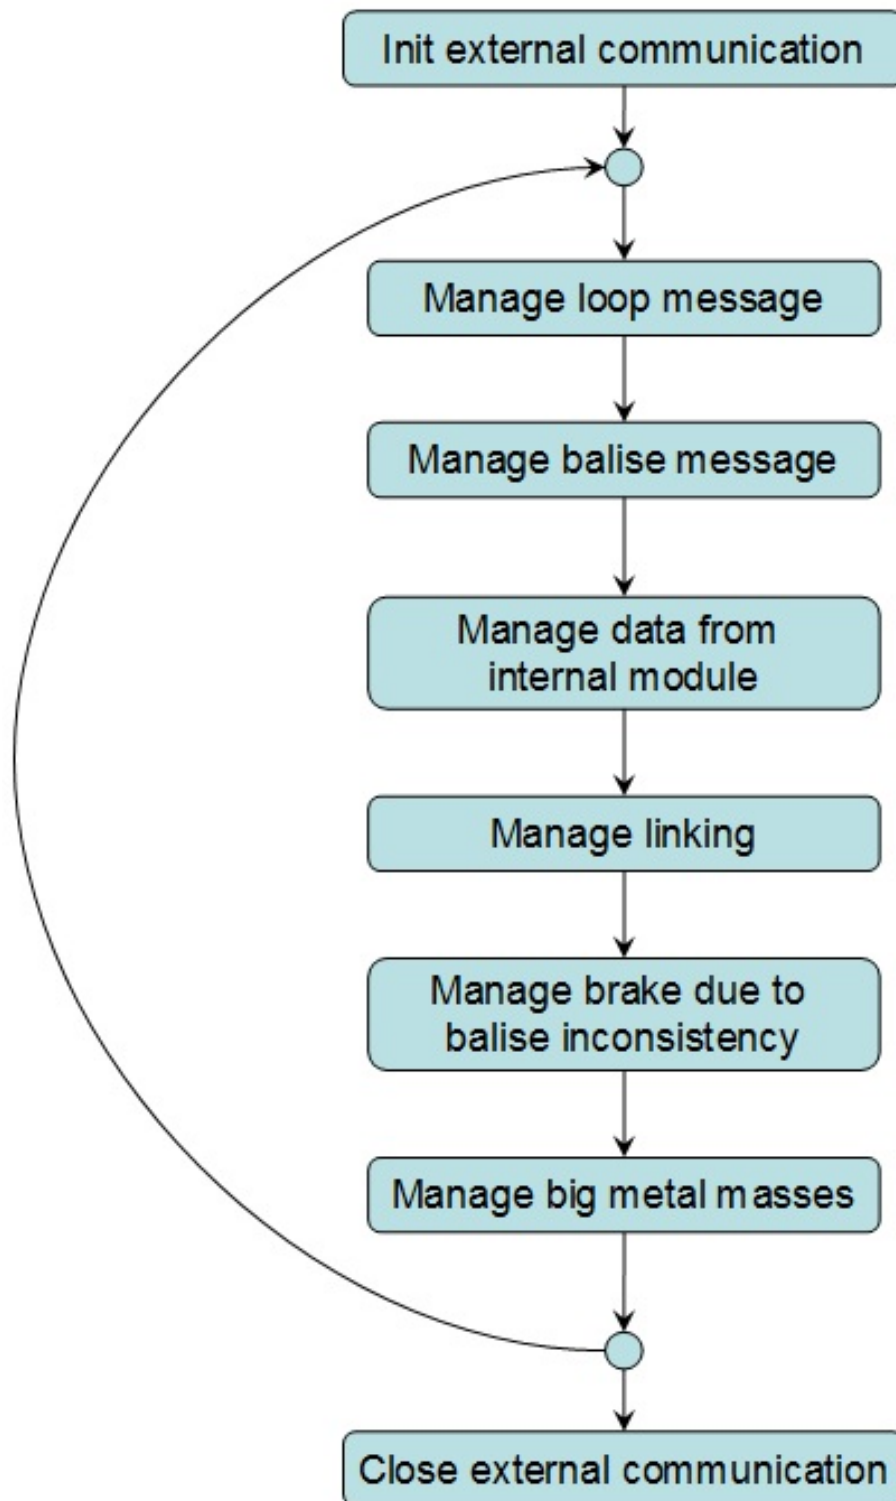 Init external communication
Manage loop message
Manage balise message
Manage data from
internal module
Manage linking
Manage brake due to
balise inconsistency
Manage big metal masses
Close external communication